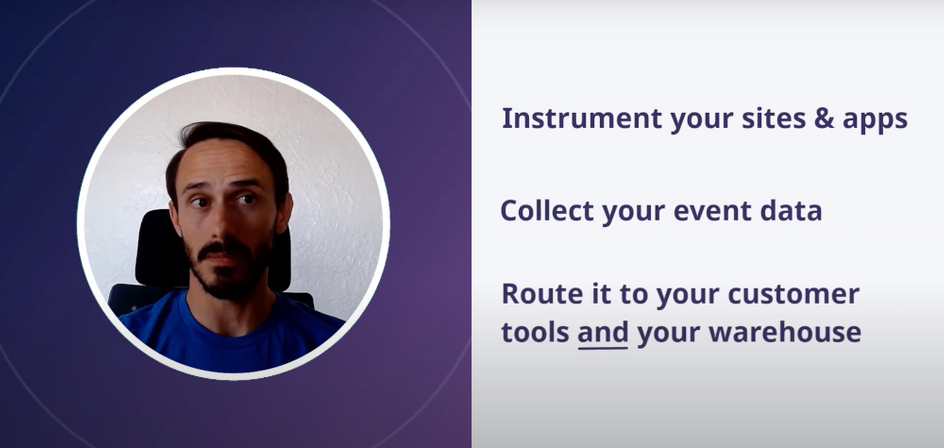 Instrument your sites & apps
Collect your event data
Route it to your customer
tools and your warehouse